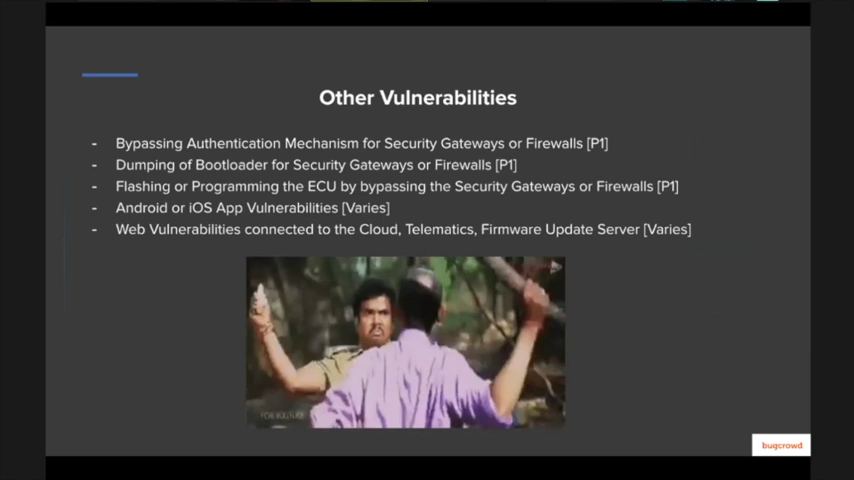 Other Vulnerabilities
- Bypassing Authentication Mechanism for Security Gateways or Firewalls [P1]
- Dumping of Bootloader for Security Gateways or Firewalls [P1]
- Flashing or Programming the ECU by bypassing the Security Gateways or Firewalls [P1]
- Android or iOS App Vulnerabilities [Varies]
- Web Vulnerabilities connected to the Cloud, Telematics, Firmware Update Server [Varies]
bugcrowd